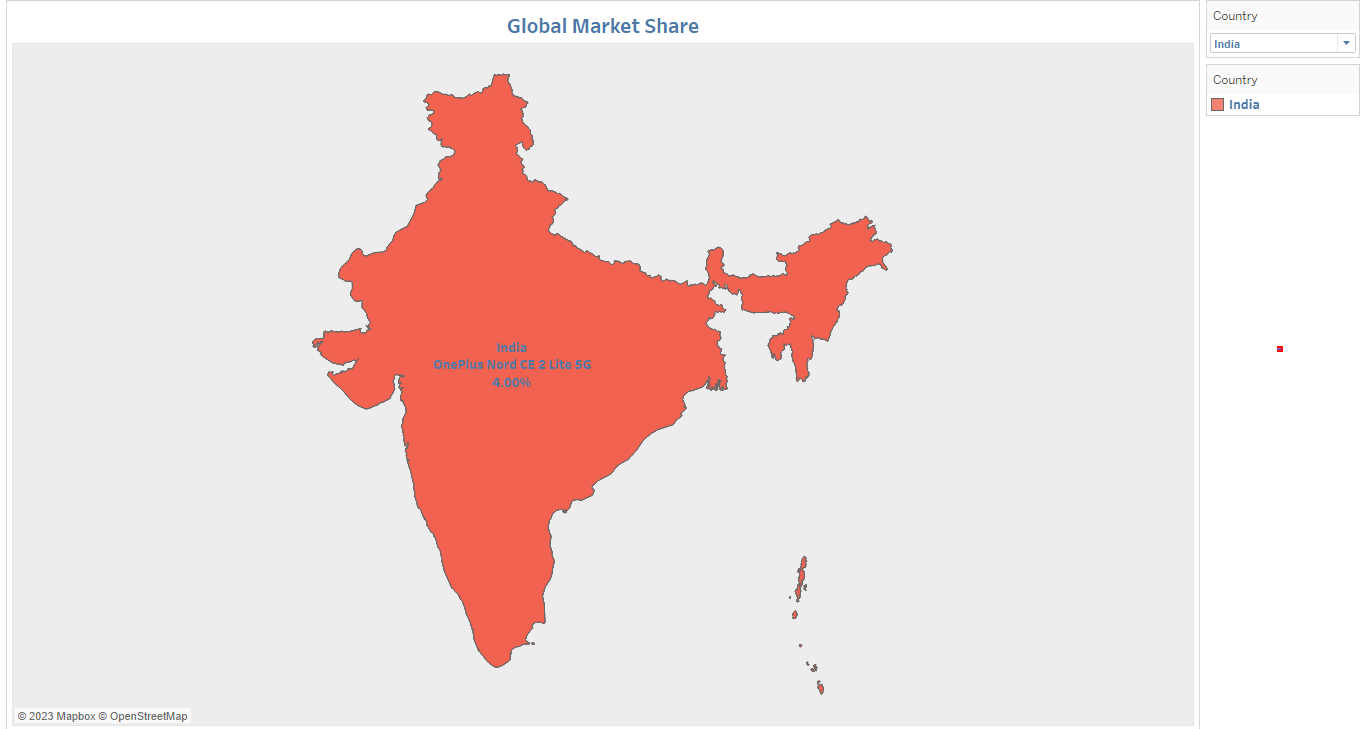 Global Market Share
Country
India
Country
India
India
OnePlus Nord CE 2 Lite 5G
4.00%
© 2023 Mapbox © OpenStreetMap